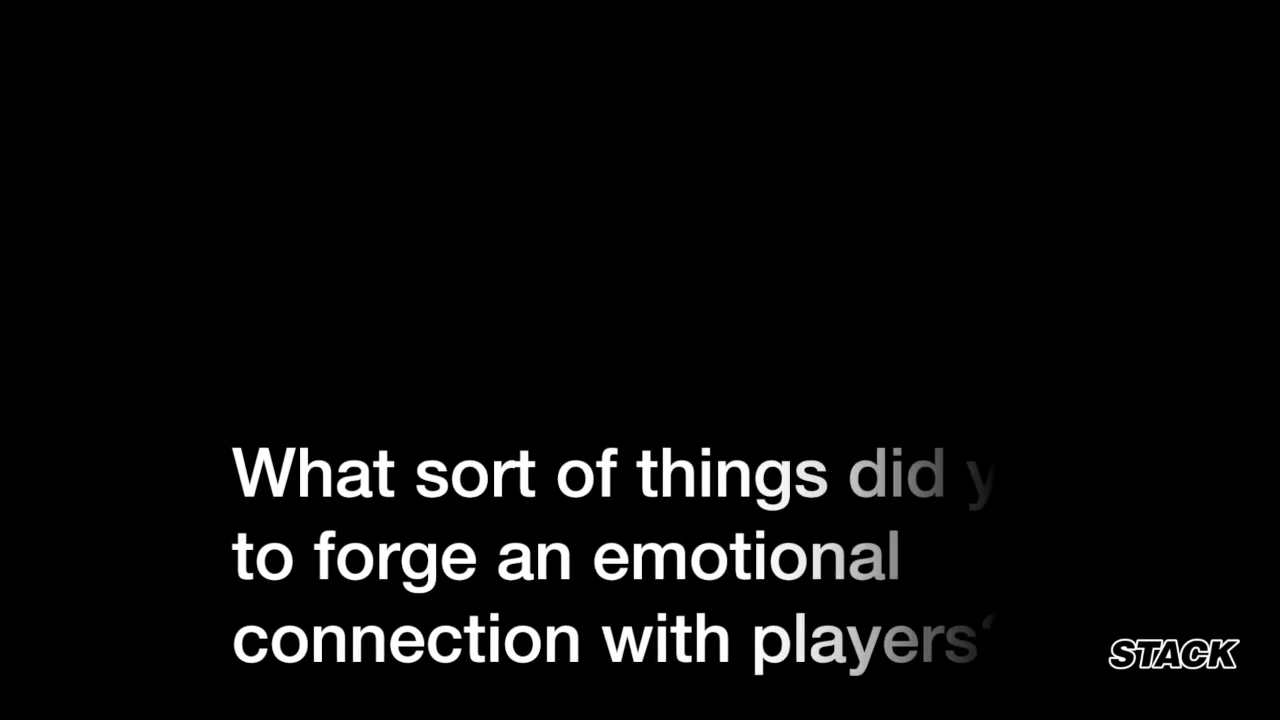 What sort of things did y
to forge an emotional
connection with players?
STACK